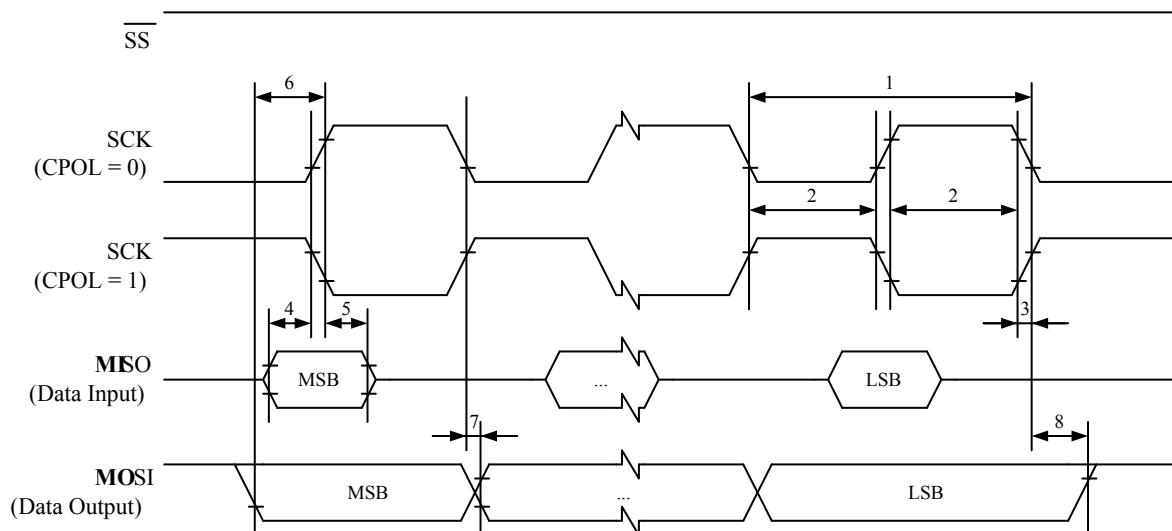 SS
6
1
SCK
(CPOL = 0)
2
2
SCK
(CPOL = 1)
4
5
3
MISO
(Data Input)
MSB
...
LSB
7
8
MOSI
(Data Output)
MSB
...
LSB